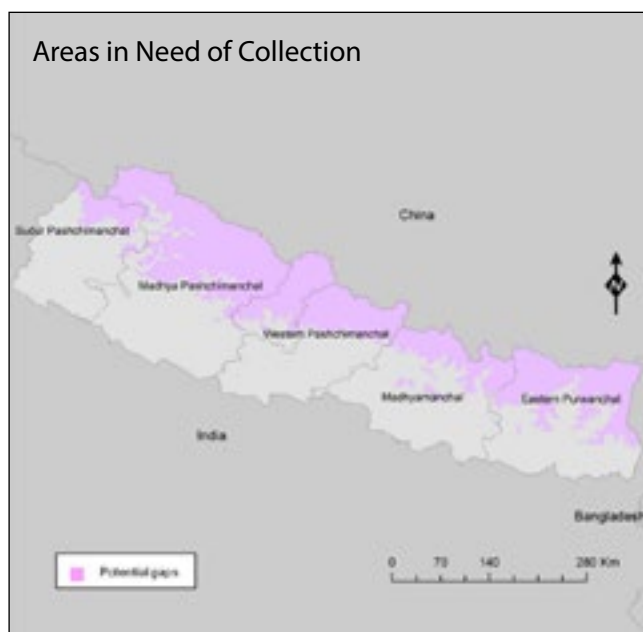 Areas in Need of Collection
China
Sudur Pashchimanchal
Madhya Pashchimanchal
N
Western Pashchimanchal
Madhyamanchal
Eastern Purwanchal
India
Bangladesh
Potential gaps
0 70 140 280 Km